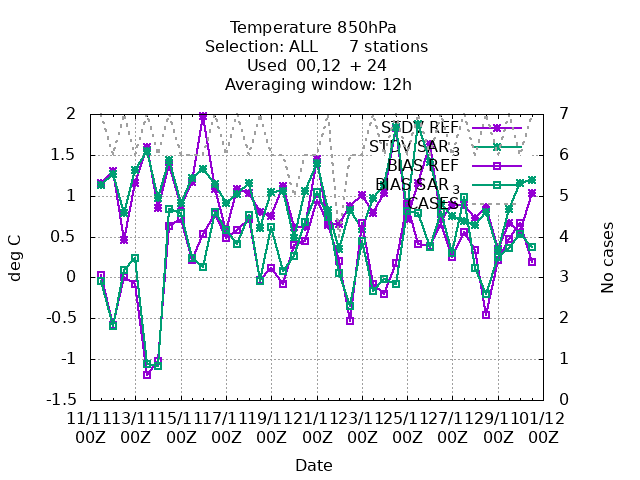 Temperature 850hPa
Selection: ALL 7 stations
Used 00,12 + 24
Averaging window: 12h
2
1.5
1
0.5
0
-0.5
-1
-1.5
deg C
7
6
5
4
3
2
1
0
No cases
STDV REF
STDV SAR 3
BIAS REF
BIAS SAR 3
CASES
11/11 13/11 15/11 17/11 19/11 21/11 23/11 25/11 27/11 29/11 01/12
00Z 00Z 00Z 00Z 00Z 00Z 00Z 00Z 00Z 00Z 00Z
Date